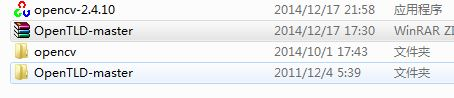 opencv-2.4.10 2014/12/17 21:58 应用程序
OpenTLD-master 2014/12/17 17:30 WinRAR ZI
opencv 2014/10/1 17:43 文件夹
OpenTLD-master 2011/12/4 5:39 文件夹